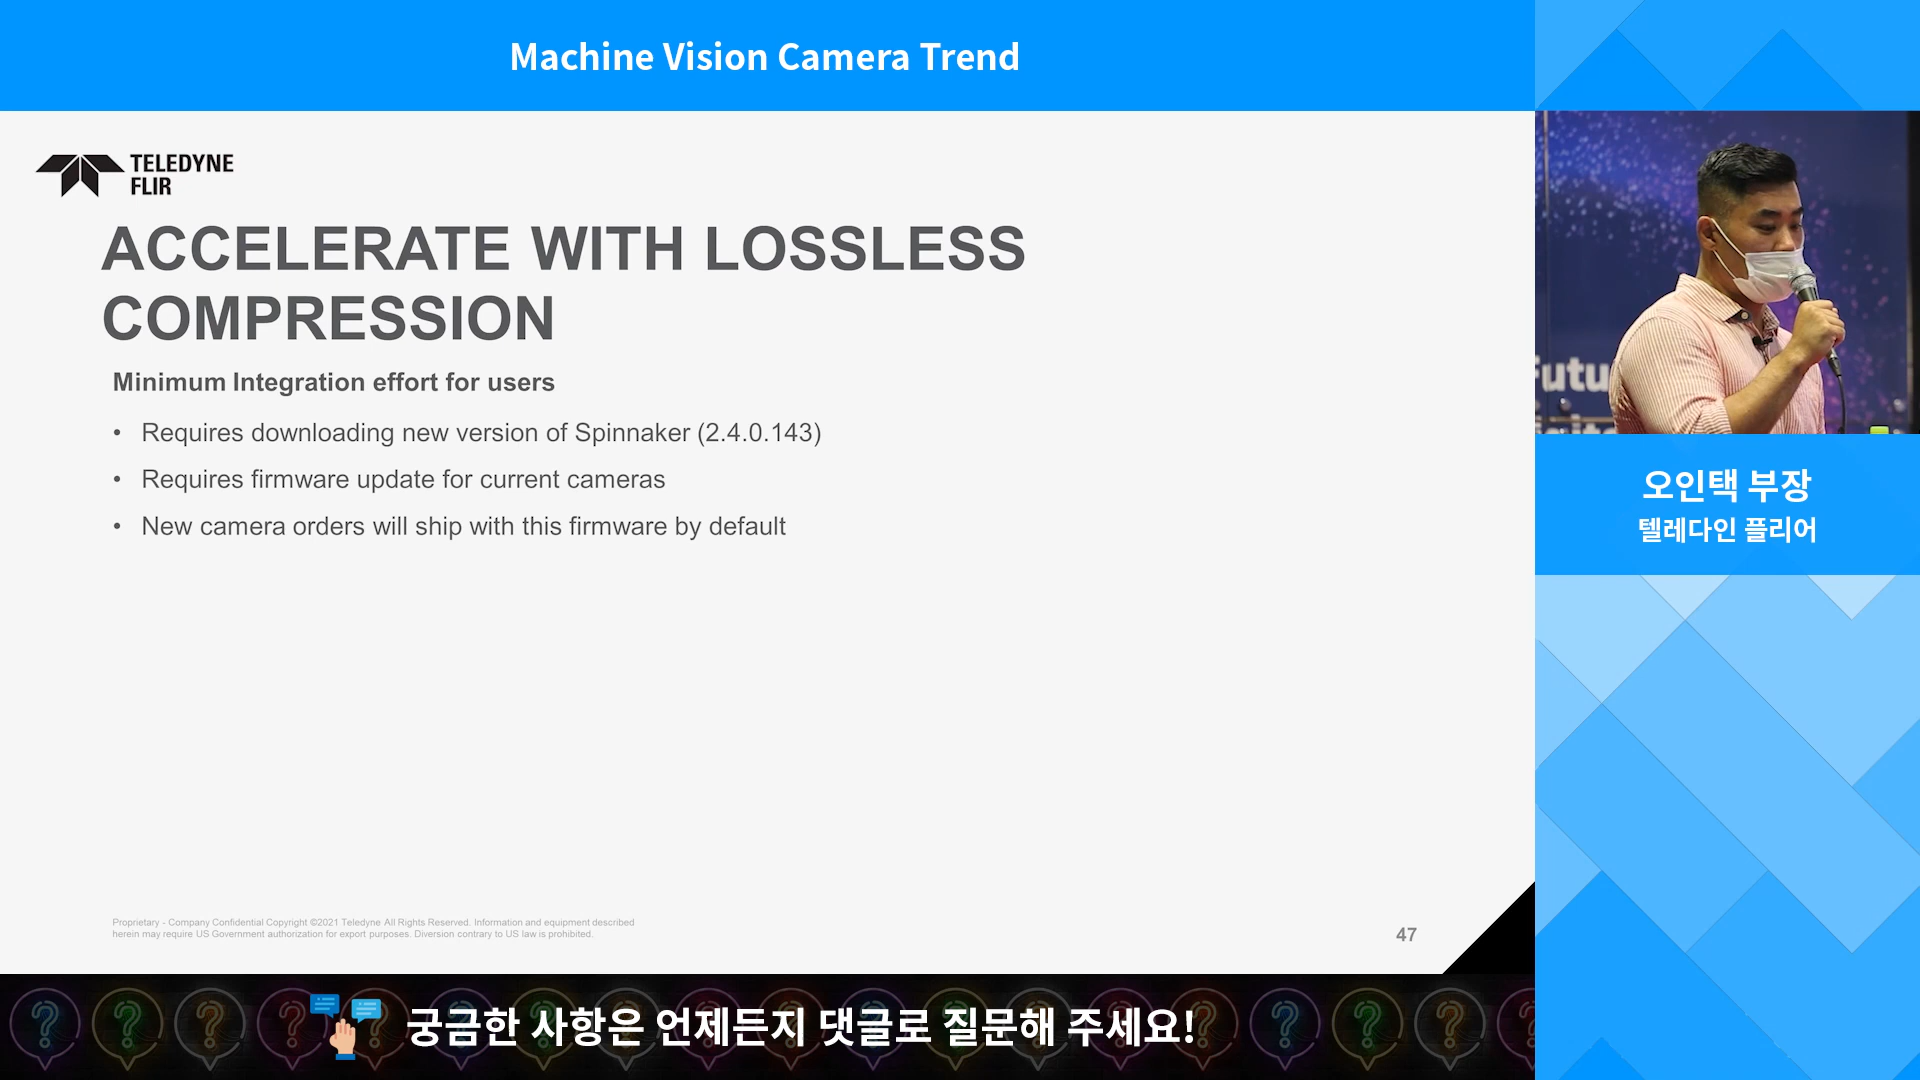 Machine Vision Camera Trend
TELEDYNE
FLIR
ACCELERATE WITH LOSSLESS
COMPRESSION
Minimum Integration effort for users
• Requires downloading new version of Spinnaker (2.4.0.143)
• Requires firmware update for current cameras
• New camera orders will ship with this firmware by default
Proprietary - Company Confidential Copyright ©2021 Teledyne All Rights Reserved. Information and equipment described
herein may require US Government authorization for export purposes. Diversion contrary to US law is prohibited.
47
오인택 부장
텔레다인 플리어
궁금한 사항은 언제든지 댓글로 질문해 주세요!